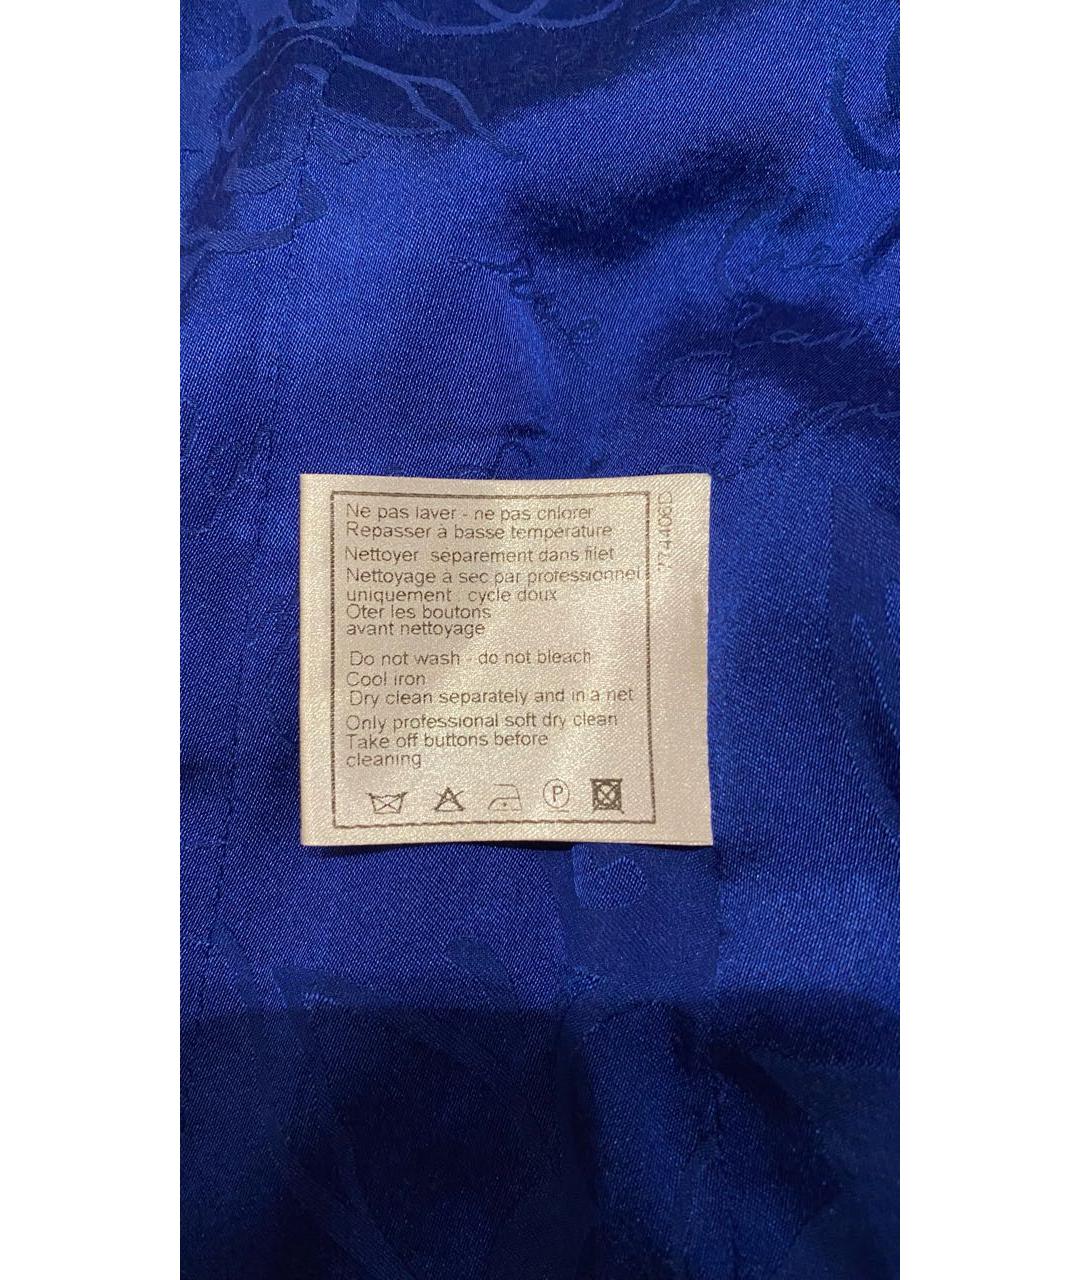 Ne pas laver - ne pas chlorer
Repasser à basse température
Nettoyer séparement dans filet
Nettoyage à sec par professionnel
uniquement : cycle doux
Oter les boutons
avant nettoyage
Do not wash - do not bleach
Cool iron
Dry clean separately and in a net
Only professional soft dry clean
Take off buttons before
cleaning
P